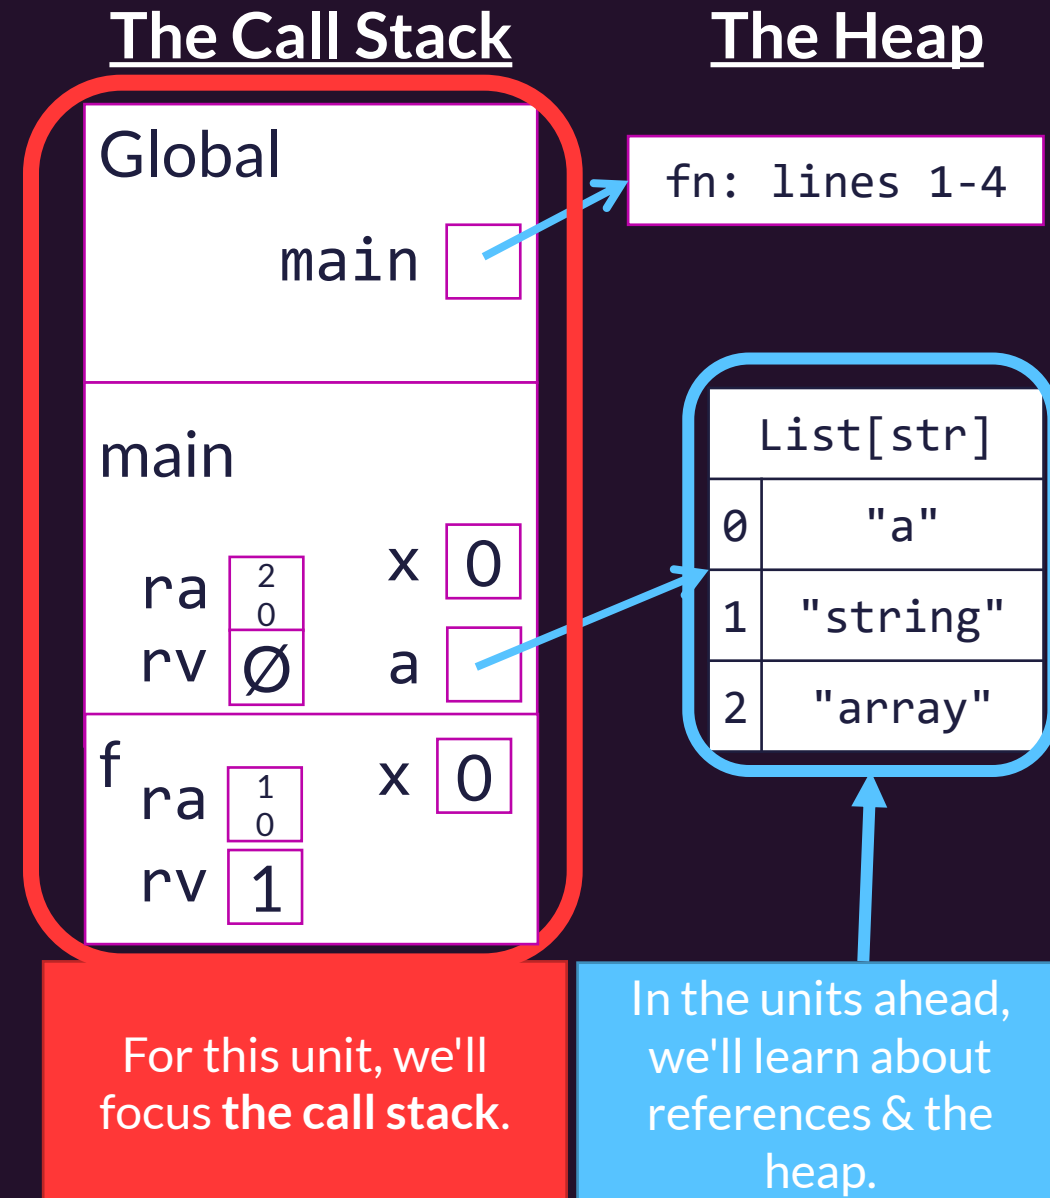 The Call Stack
The Heap
Global
main
fn: lines 1-4
main
ra 2
0
rv Ø
x 0
a
List[str]
0 "a"
1 "string"
2 "array"
f
ra 1
0
rv 1
x 0
For this unit, we'll
focus the call stack.
In the units ahead,
we'll learn about
references & the
heap.